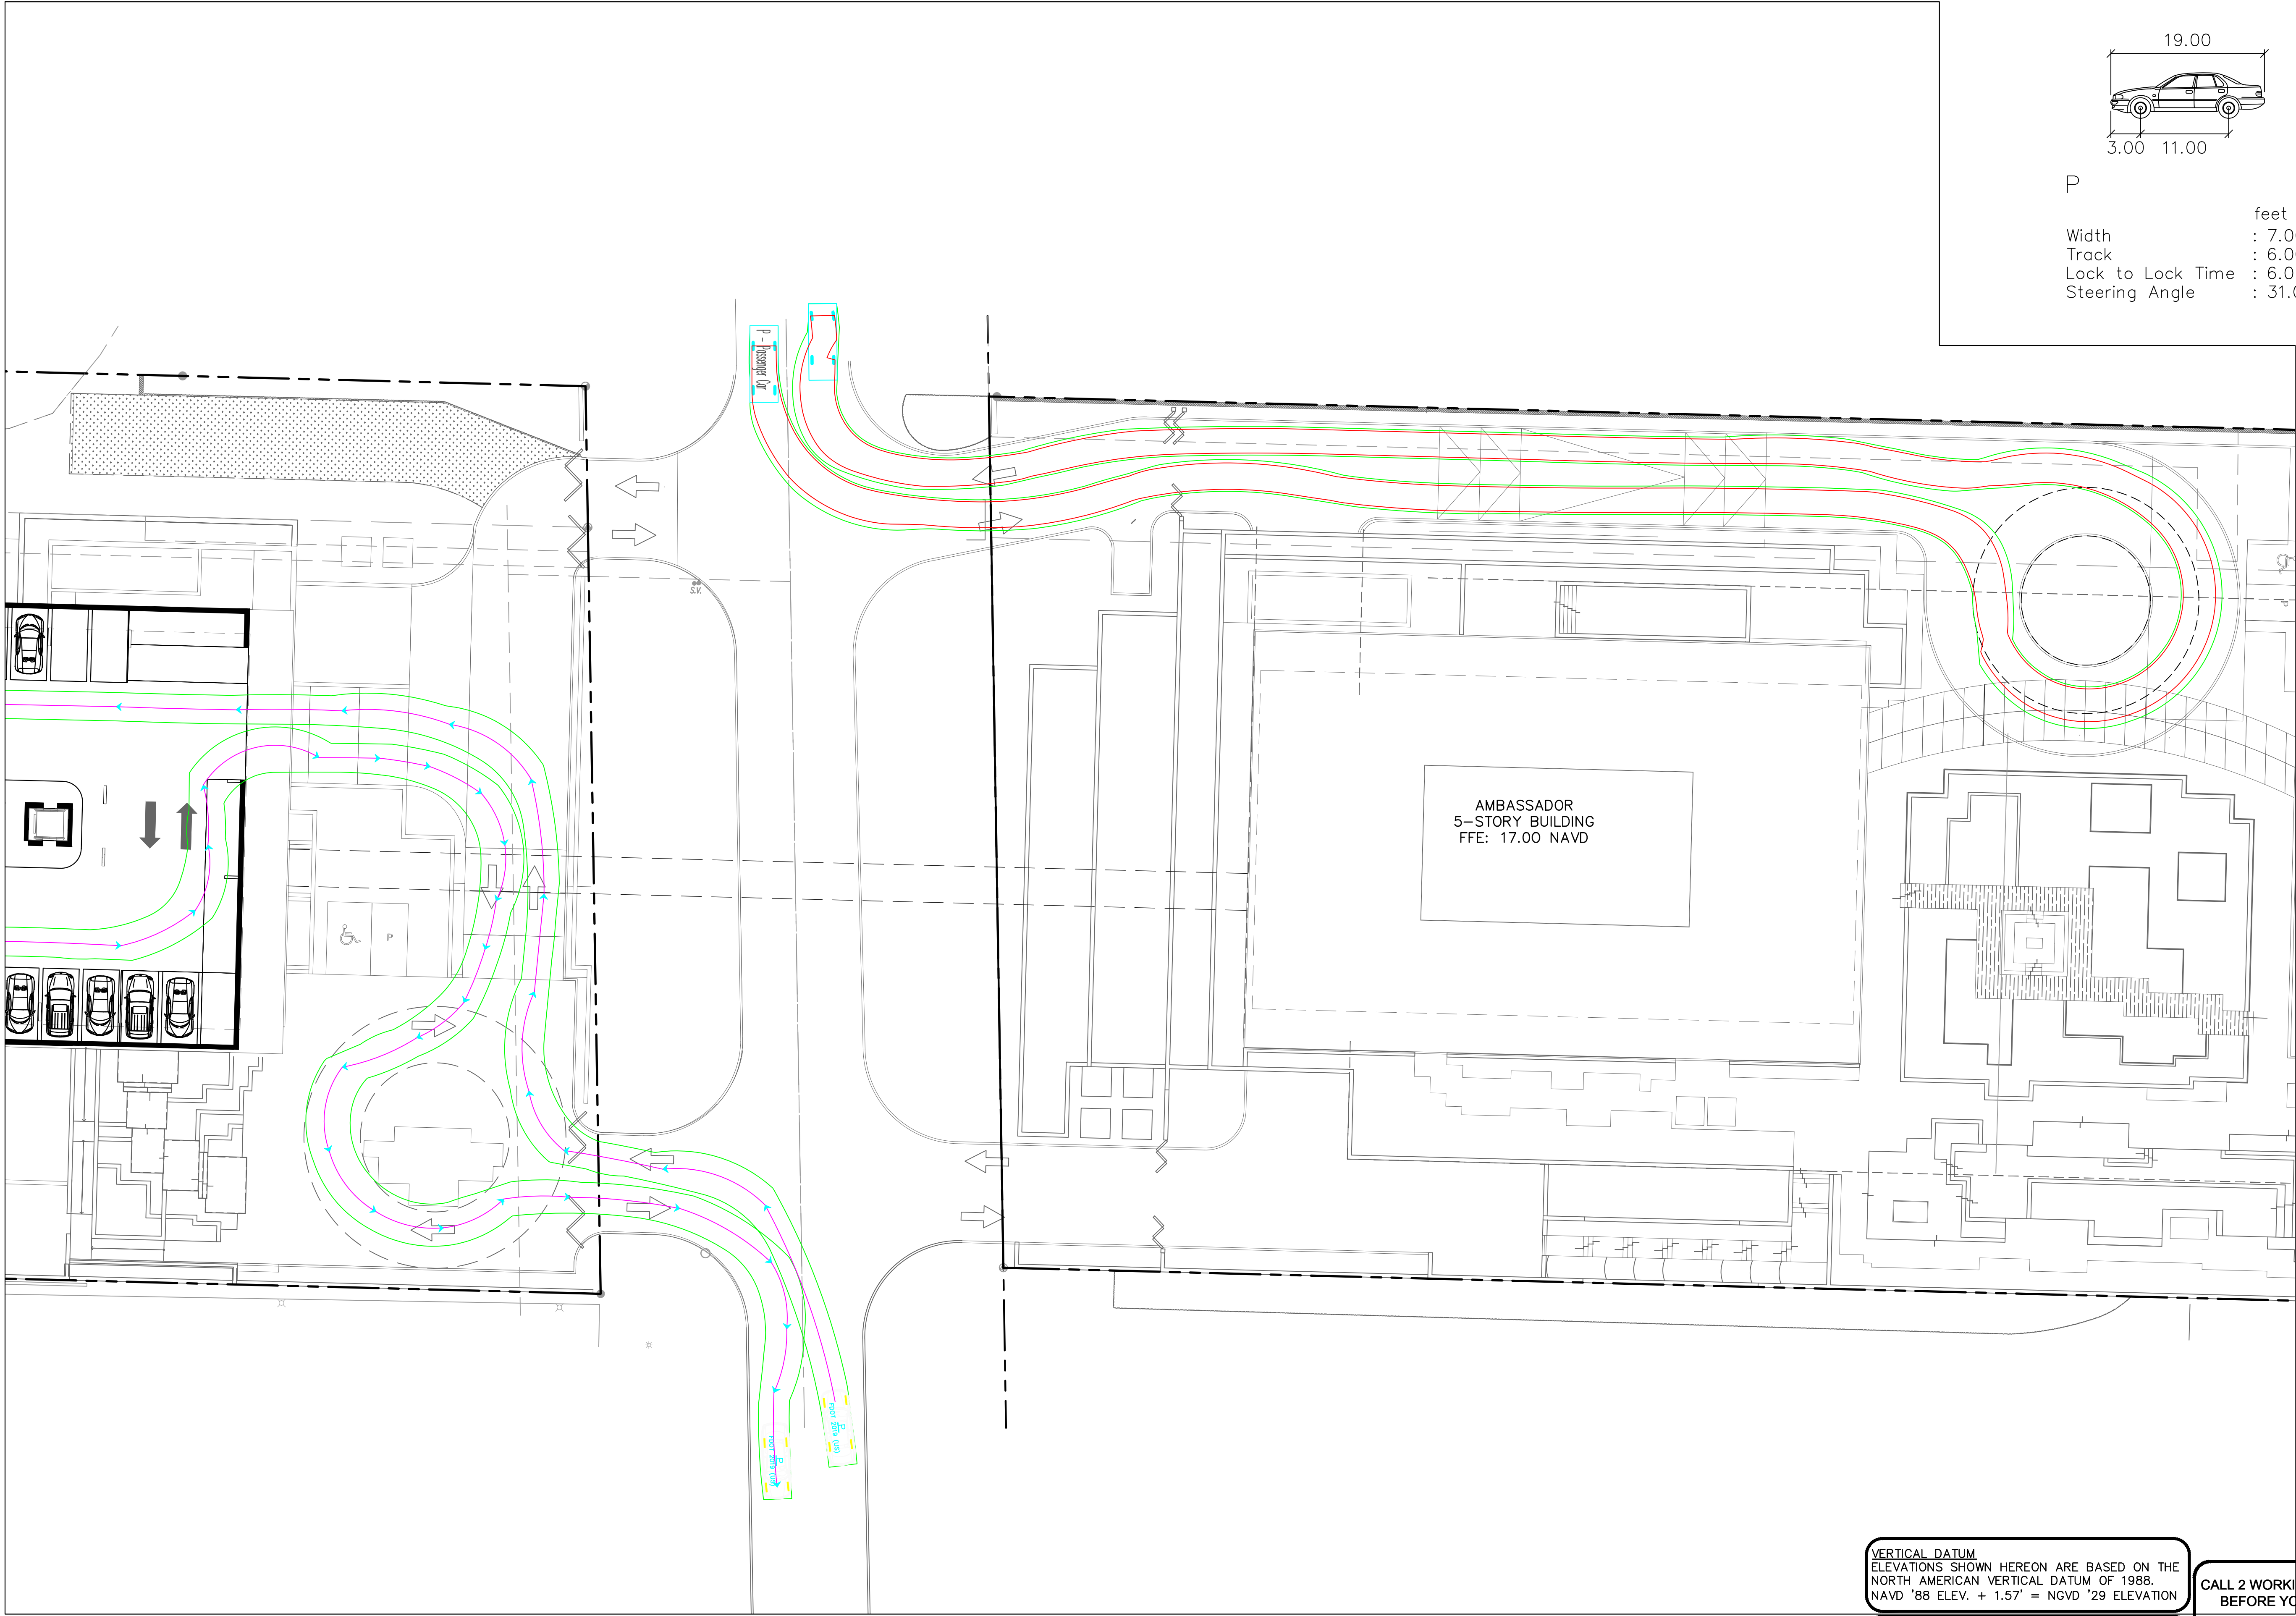 19.00
3.00 11.00
P
feet
Width : 7.0
Track : 6.0
Lock to Lock Time : 6.0
Steering Angle : 31.0
P - Passenger Car
S.V.
P
AMBASSADOR
5-STORY BUILDING
FFE: 17.00 NAVD
P
P
VERTICAL DATUM
ELEVATIONS SHOWN HEREON ARE BASED ON THE
NORTH AMERICAN VERTICAL DATUM OF 1988.
NAVD '88 ELEV. + 1.57' = NGVD '29 ELEVATION
CALL 2 WORKI
BEFORE YO